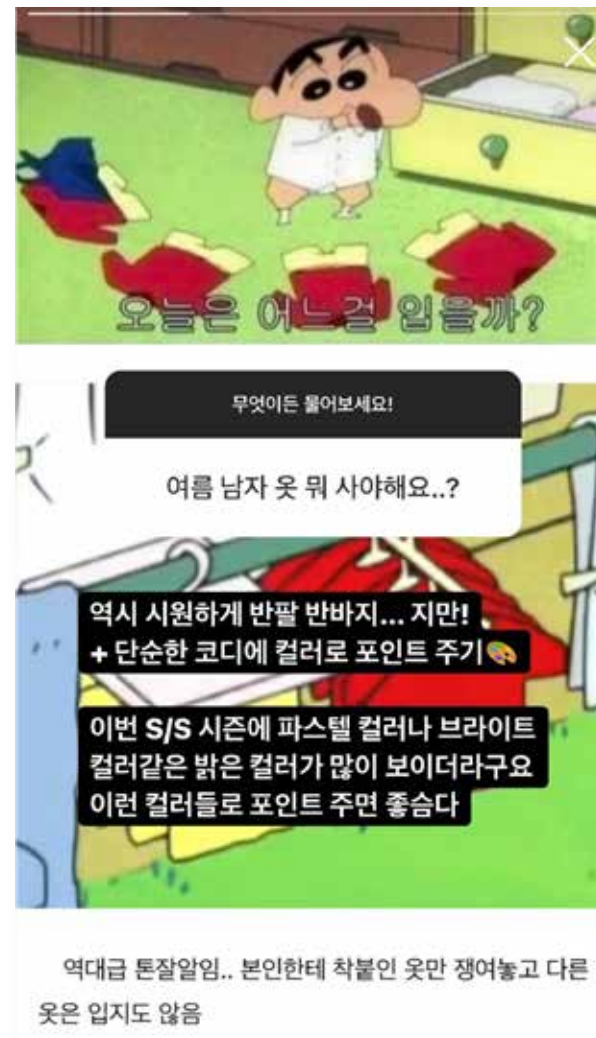 오늘은 어느걸 입을까?
무엇이든 물어보세요!
여름 남자 옷 뭐 사야해요..?
역시 시원하게 반팔 반바지... 지만!
+ 단순한 코디에 컬러로 포인트 주기🎨
이번 S/S 시즌에 파스텔 컬러나 브라이트
컬러같은 밝은 컬러가 많이 보이더라구요
이런 컬러들로 포인트 주면 좋슴다
역대급 톤잘알임.. 본인한테 착붙인 옷만 쟁여놓고 다른
옷은 입지도 않음